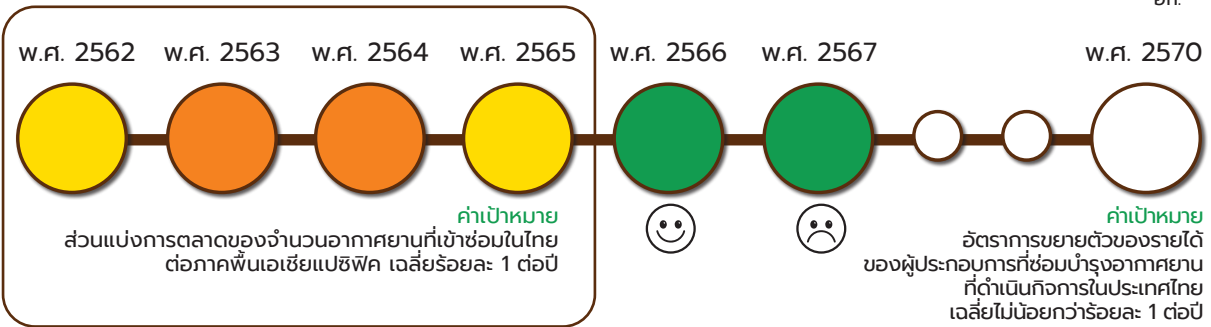 อก.
พ.ศ. 2562 พ.ศ. 2563 พ.ศ. 2564 พ.ศ. 2565 พ.ศ. 2566 พ.ศ. 2567 พ.ศ. 2570
ค่าเป้าหมาย
ส่วนแบ่งการตลาดของจำนวนอากาศยานที่เข้าซ่อมในไทย
ต่อภาคพื้นเอเชียแปซิฟิค เฉลี่ยร้อยละ 1 ต่อปี
ค่าเป้าหมาย
อัตราการขยายตัวของรายได้
ของผู้ประกอบการที่ซ่อมบำรุงอากาศยาน
ที่ดำเนินกิจการในประเทศไทย
เฉลี่ยไม่น้อยกว่าร้อยละ 1 ต่อปี